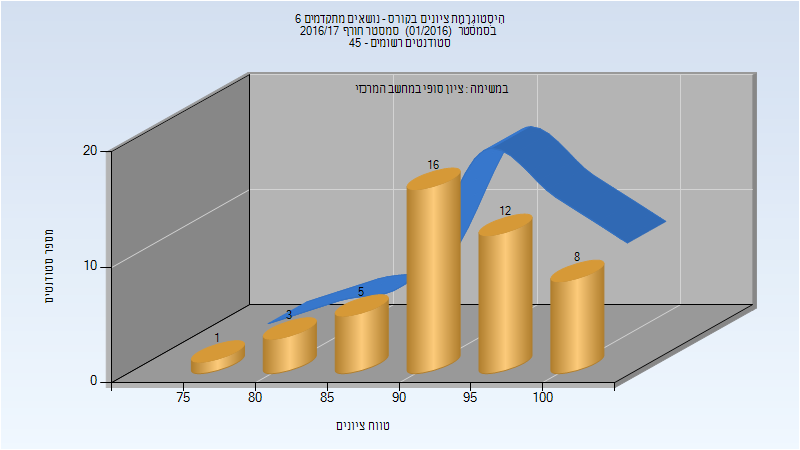 היסטוגרמת ציונים בקורס - נושאים מתקדמים 6
בסמסטר (01/2016) סמסטר חורף 2016/17
סטודנטים רשומים - 45
במשימה : ציון סופי במחשב המרכזי
מספר סטודנטים
20
10
0
1
3
5
16
12
8
75 80 85 90 95 100
טווח ציונים